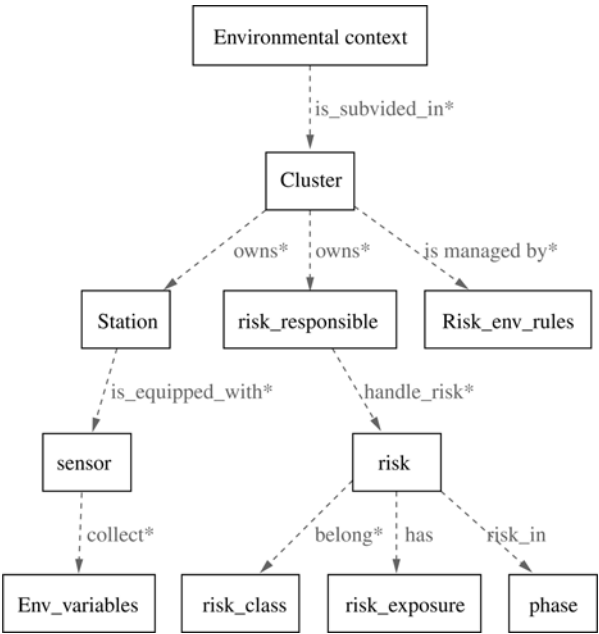 Environmental context
is_subvided_in*
Cluster
owns* owns* is managed by*
Station risk_responsible Risk_env_rules
is_equipped_with* handle_risk*
sensor risk
collect* belong* has risk_in
Env_variables risk_class risk_exposure phase